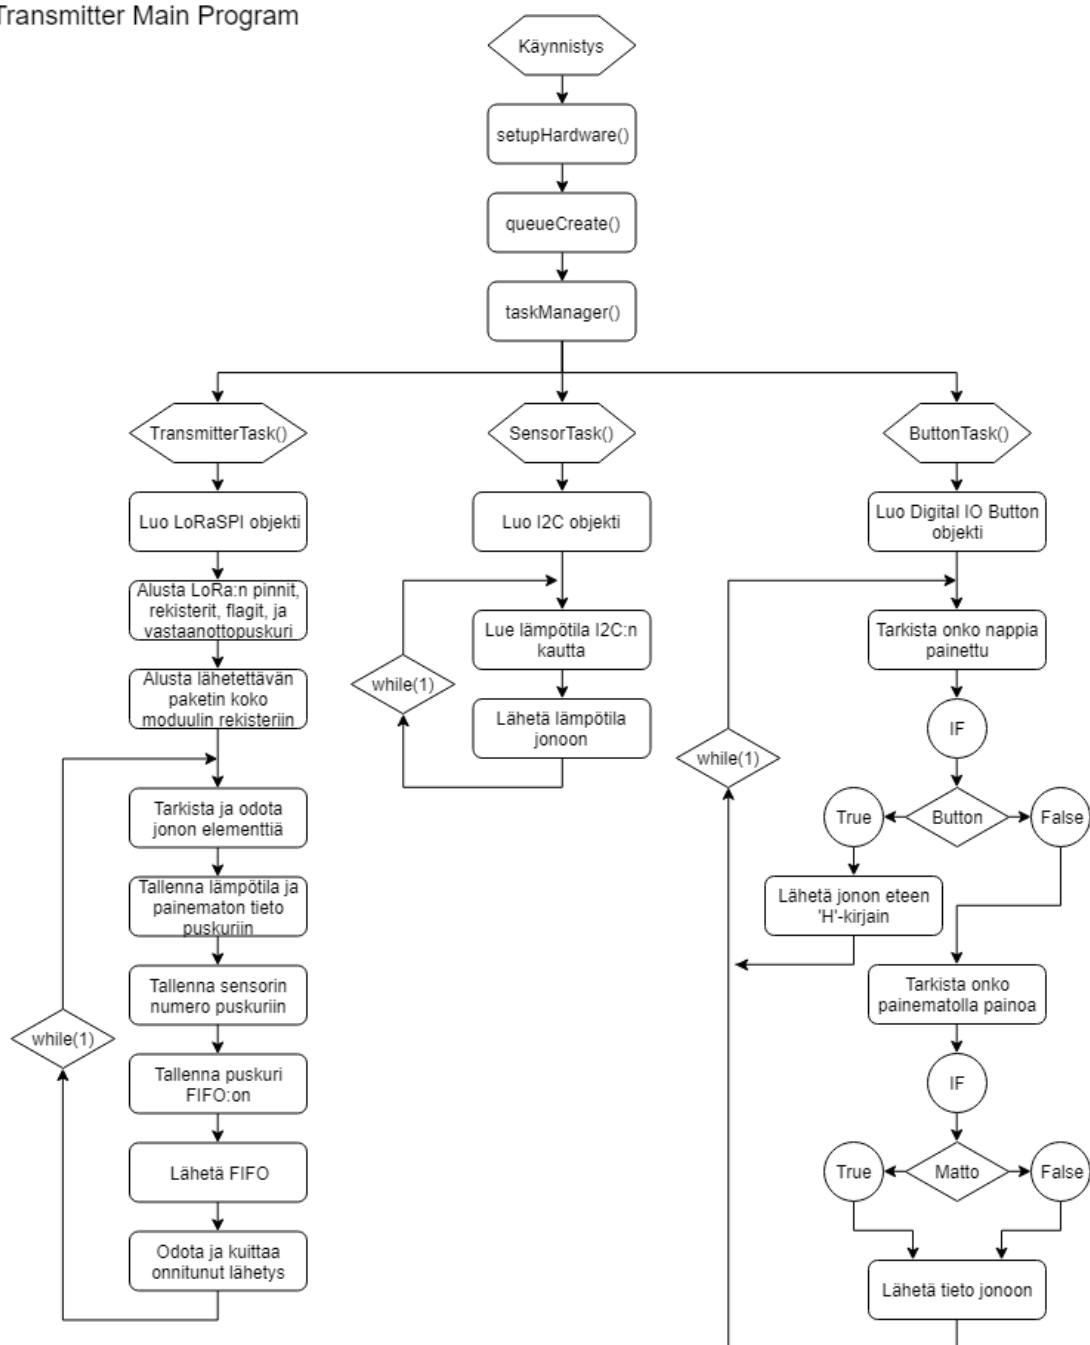 Transmitter Main Program
Käynnistys
setupHardware()
queueCreate()
taskManager()
TransmitterTask()
Luo LoRaSPI objekti
Alusta LoRa:n pinnit,
rekisterit, flagit, ja
vastaanottopuskuri
Alusta lähetettävän
paketin koko
moduulin rekisteriin
Tarkista ja odota
jonon elementtiä
Tallenna lämpötila ja
painematon tieto
puskuriin
Tallenna sensorin
numero puskuriin
while(1)
Tallenna puskuri
FIFO:on
Lähetä FIFO
Odota ja kuittaa
onnitunut lähetys
SensorTask()
Luo I2C objekti
Lue lämpötila I2C:n
kautta
while(1)
Lähetä lämpötila
jonoon
ButtonTask()
Luo Digital IO Button
objekti
Tarkista onko nappia
painettu
IF
while(1)
True
Button
False
Lähetä jonon eteen
'H'-kirjain
Tarkista onko
painematolla painoa
IF
True
Matto
False
Lähetä tieto jonoon